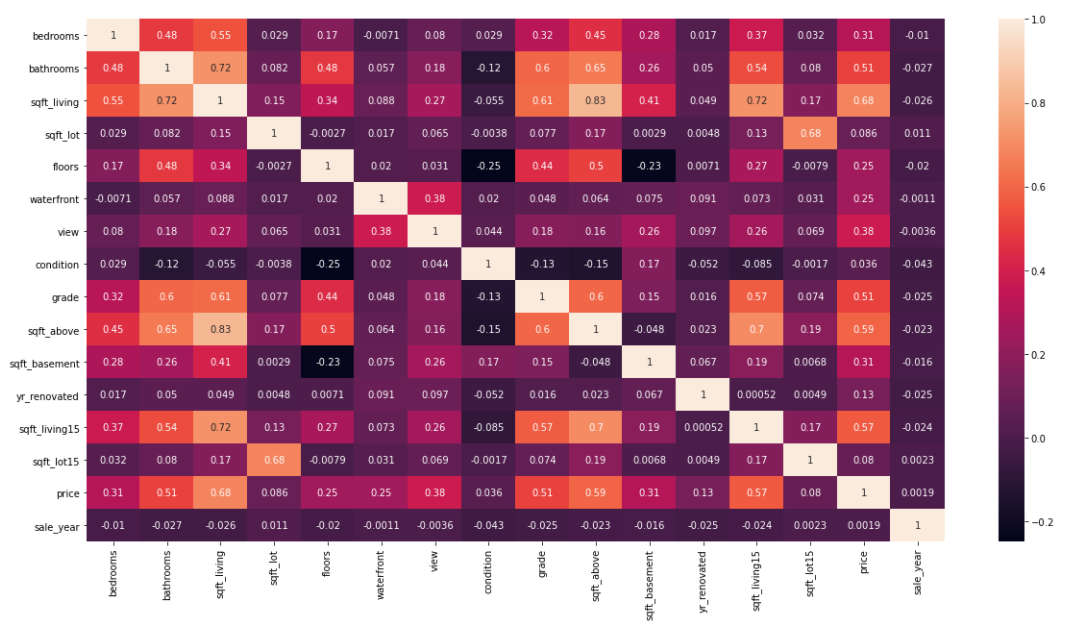 bedrooms 1 0.48 0.55 0.029 0.17 -0.0071 0.08 0.029 0.32 0.45 0.28 0.017 0.37 0.032 0.31 -0.01
bathrooms 0.48 1 0.72 0.082 0.48 0.057 0.18 -0.12 0.6 0.65 0.26 0.05 0.54 0.08 0.51 -0.027
sqft_living 0.55 0.72 1 0.15 0.34 0.088 0.27 -0.055 0.61 0.83 0.41 0.049 0.72 0.17 0.68 -0.026
sqft_lot 0.029 0.082 0.15 1 -0.0027 0.017 0.065 -0.0038 0.077 0.17 0.0029 0.0048 0.13 0.68 0.086 0.011
floors 0.17 0.48 0.34 -0.0027 1 0.02 0.031 -0.25 0.44 0.5 -0.23 0.0071 0.27 -0.0079 0.25 -0.02
waterfront -0.0071 0.057 0.088 0.017 0.02 1 0.38 0.02 0.048 0.064 0.075 0.091 0.073 0.031 0.25 -0.0011
view 0.08 0.18 0.27 0.065 0.031 0.38 1 0.044 0.18 0.16 0.26 0.097 0.26 0.069 0.38 -0.0036
condition 0.029 -0.12 -0.055 -0.0038 -0.25 0.02 0.044 1 -0.13 -0.15 0.17 -0.052 -0.085 -0.0017 0.036 -0.043
grade 0.32 0.6 0.61 0.077 0.44 0.048 0.18 -0.13 1 0.6 0.15 0.016 0.57 0.074 0.51 -0.025
sqft_above 0.45 0.65 0.83 0.17 0.5 0.064 0.16 -0.15 0.6 1 -0.048 0.023 0.7 0.19 0.59 -0.023
sqft_basement 0.28 0.26 0.41 0.0029 -0.23 0.075 0.26 0.17 0.15 -0.048 1 0.067 0.19 0.0068 0.31 -0.016
yr_renovated 0.017 0.05 0.049 0.0048 0.0071 0.091 0.097 -0.052 0.016 0.023 0.067 1 0.00052 0.0049 0.13 -0.025
sqft_living15 0.37 0.54 0.72 0.13 0.27 0.073 0.26 -0.085 0.57 0.7 0.19 0.00052 1 0.17 0.57 -0.024
sqft_lot15 0.032 0.08 0.17 0.68 -0.0079 0.031 0.069 -0.0017 0.074 0.19 0.0068 0.0049 0.17 1 0.08 0.0023
price 0.31 0.51 0.68 0.086 0.25 0.25 0.38 0.036 0.51 0.59 0.31 0.13 0.57 0.08 1 0.0019
sale_year -0.01 -0.027 -0.026 0.011 -0.02 -0.0011 -0.0036 -0.043 -0.025 -0.023 -0.016 -0.025 -0.024 0.0023 0.0019 1
bedrooms bathrooms sqft_living sqft_lot floors waterfront view condition grade sqft_above sqft_basement yr_renovated sqft_living15 sqft_lot15 price sale_year
1.0
0.8
0.6
0.4
0.2
0.0
−0.2